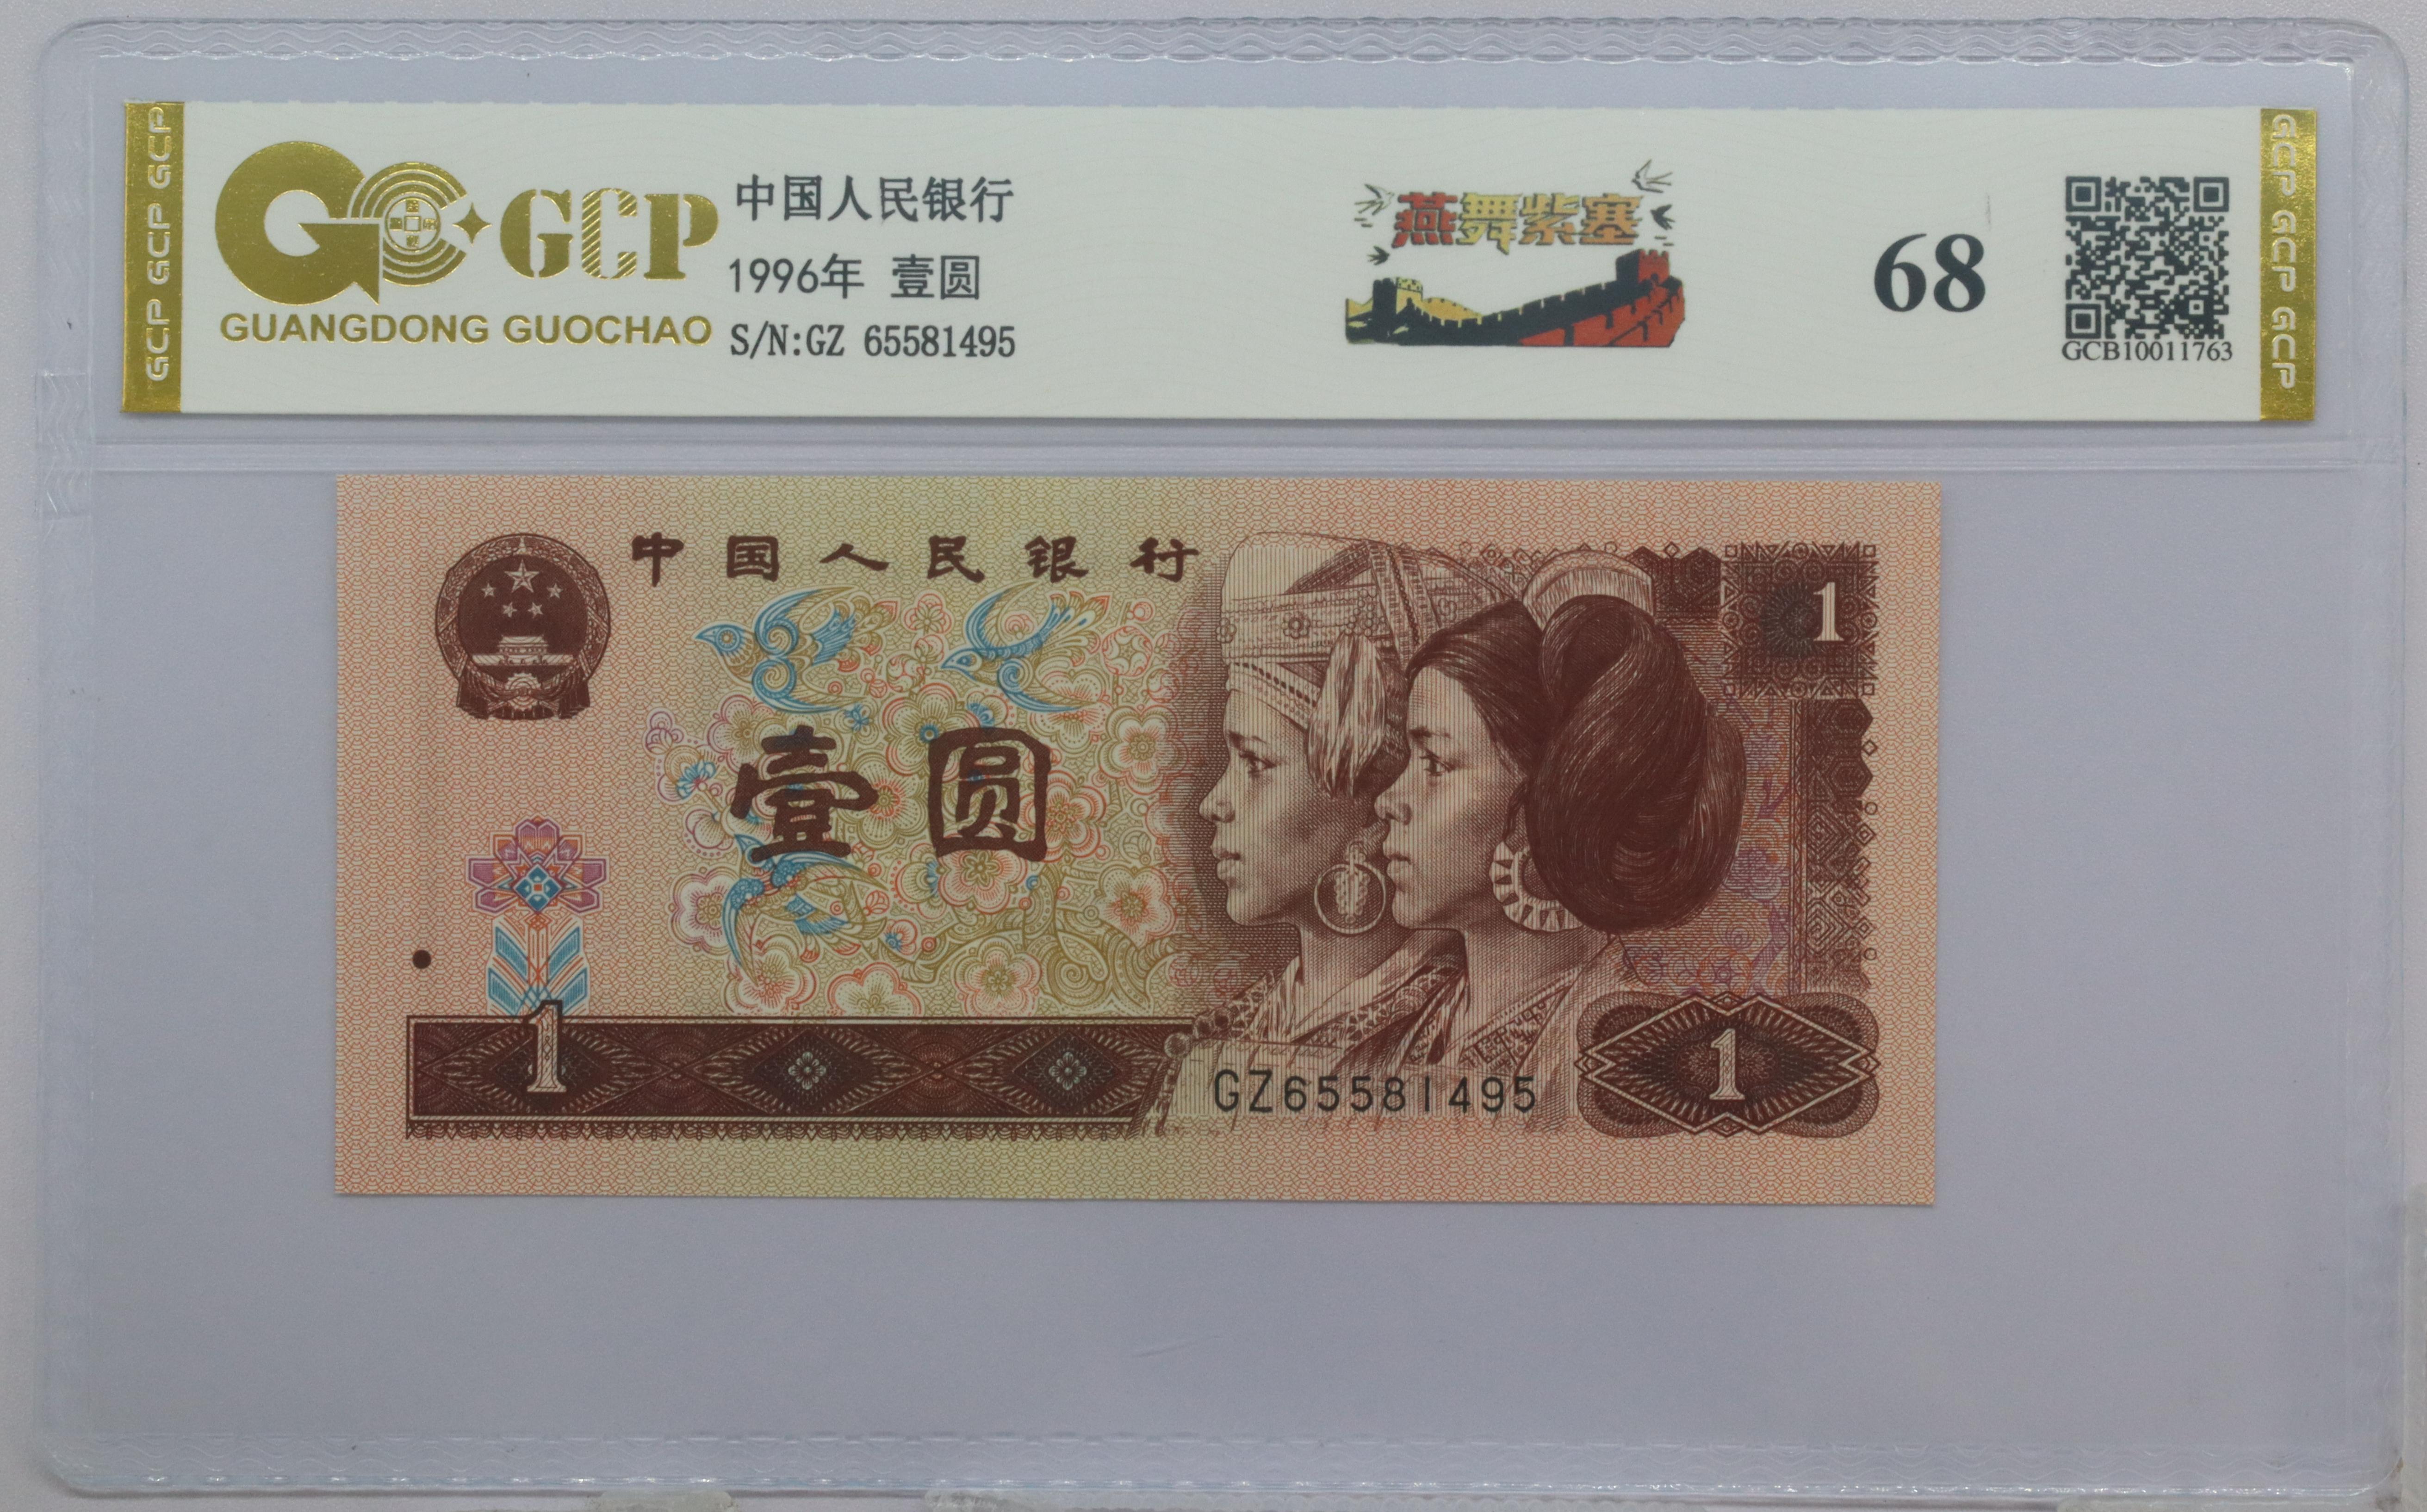 GCP GCP GCP
GCP
GUANGDONG GUOCHAO
中国人民银行
1996年 壹圆
S/N:GZ 65581495
燕舞紫塞
68
GCB10011763
GCP GCP GCP
中国人民银行
1
壹圆
1
GZ65581495
1